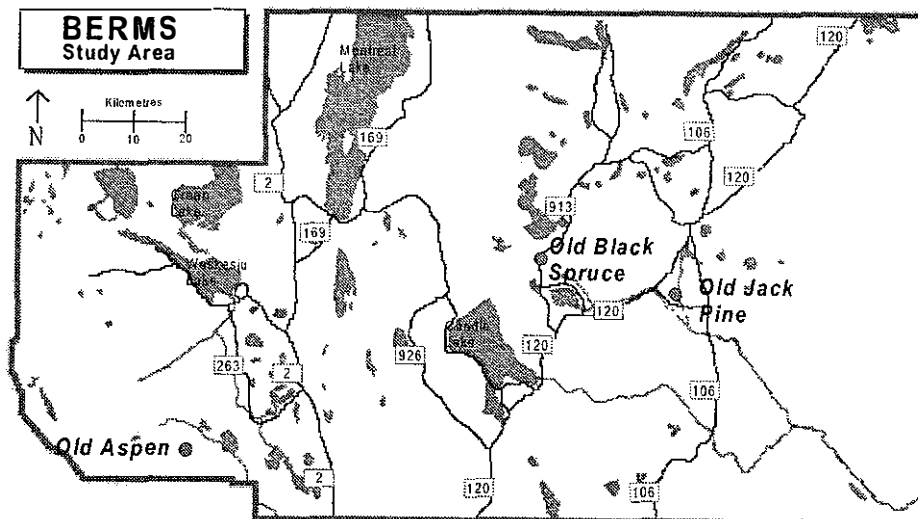 BERMS
Study Area
Kilometres
N
0 10 20
Montreal
Lake
120
169
106
2
120
Lake
913
169
Old Black
Spruce
Waskesiu
Lake
Old Jack
Pine
120
Candle
Lake
120
926
263
2
106
Old Aspen
2
120
106